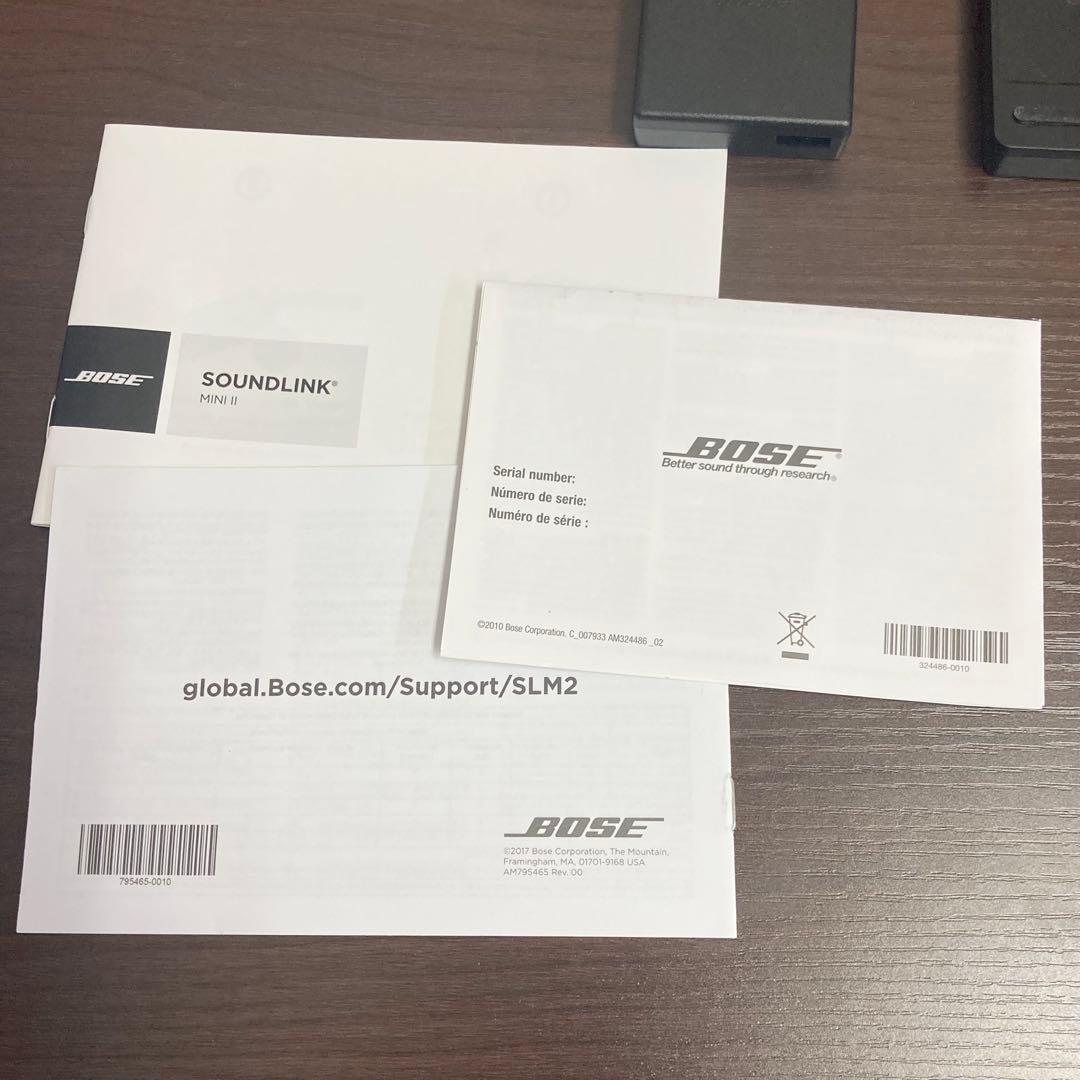 BOSE
SOUNDLINK®
MINI II
BOSE®
Better sound through research®
Serial number:
Número de serie:
Numéro de série :
©2010 Bose Corporation. C_007933 AM324486 _02
324486-0010
global.Bose.com/Support/SLM2
795465-0010
BOSE
©2017 Bose Corporation, The Mountain,
Framingham, MA, 01701-9168 USA
AM795465 Rev. 00